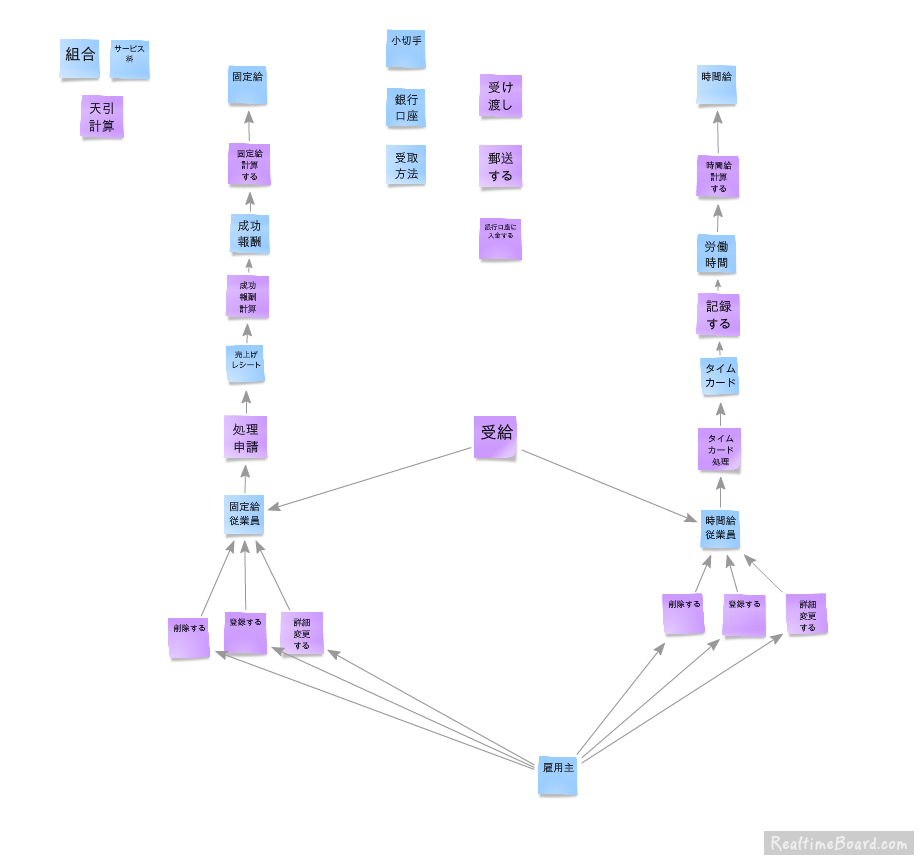 組合
サービス
料
天引
計算
固定給
固定給
計算
する
成功
報酬
成功
報酬
計算
売上げ
レシート
処理
申請
固定給
従業員
削除する
登録する
詳細
変更
する
小切手
銀行
口座
受取
方法
受け
渡し
郵送
する
銀行口座に
入金する
受給
時間給
時間給
計算
する
労働
時間
記録
する
タイム
カード
タイム
カード
処理
時間給
従業員
削除する
登録する
詳細
変更
する
雇用主
RealtimeBoard.com